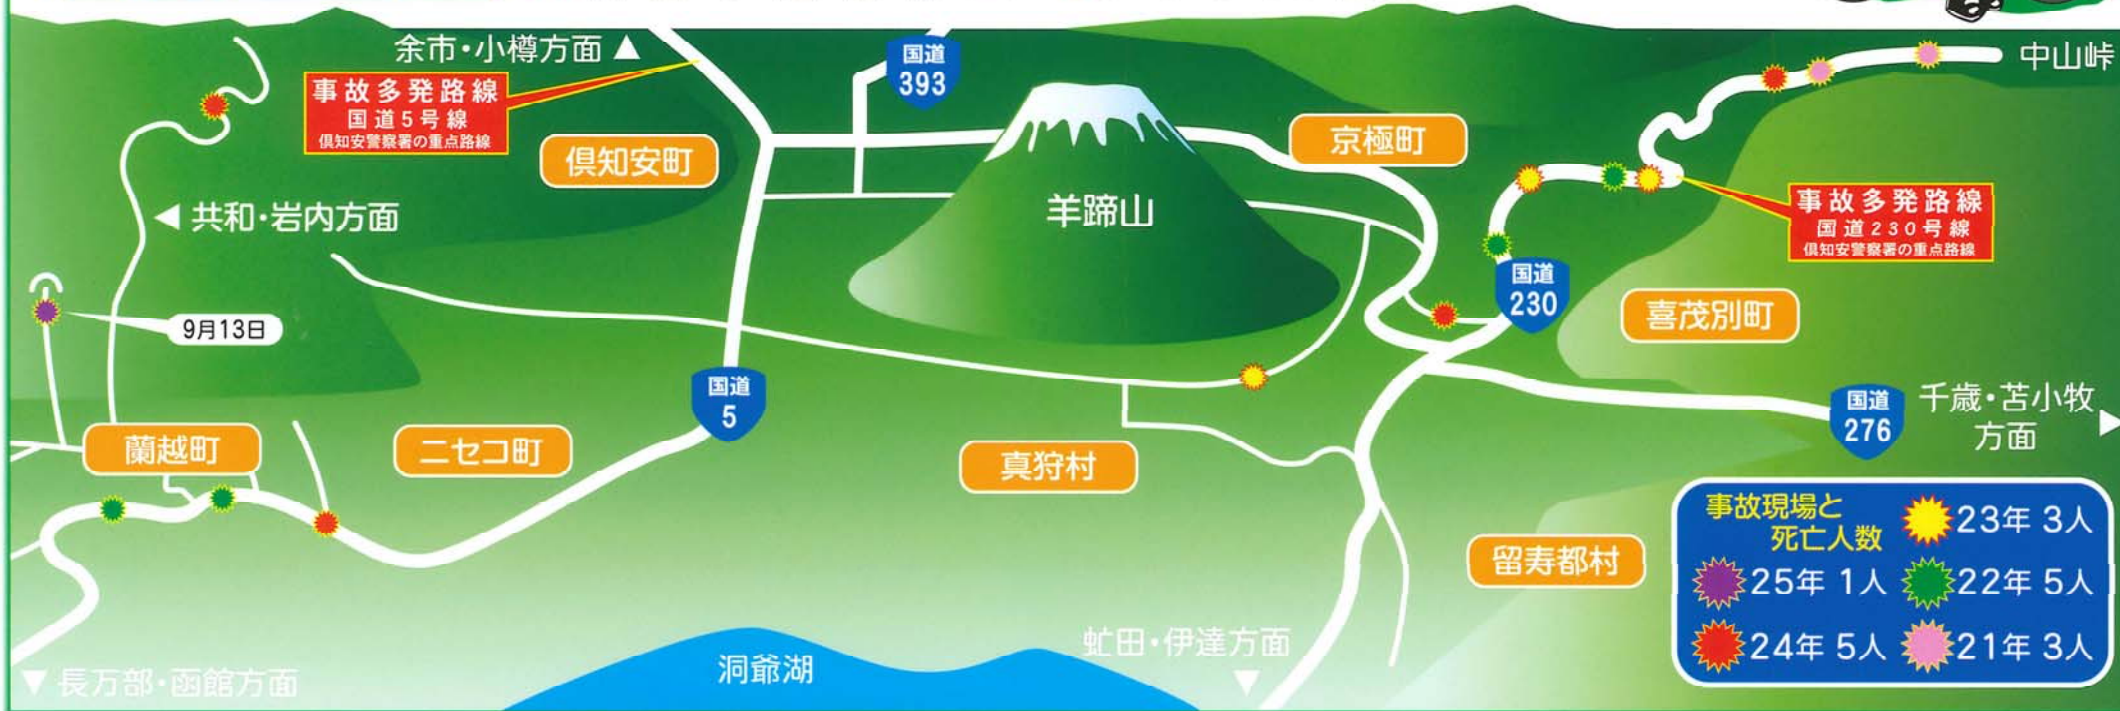 余市・小樽方面▲
国道
393
中山峠
事故多発路線
国道5号線
倶知安警察署の重点路線
倶知安町
京極町
羊蹄山
◀共和・岩内方面
事故多発路線
国道230号線
倶知安警察署の重点路線
国道
230
喜茂別町
9月13日
国道
5
国道
276
千歳・苫小牧
方面▶
蘭越町
ニセコ町
真狩村
留寿都村
事故現場と
死亡人数
23年 3人
25年 1人
22年 5人
24年 5人
21年 3人
虻田・伊達方面
▼
洞爺湖
▼長万部・函館方面